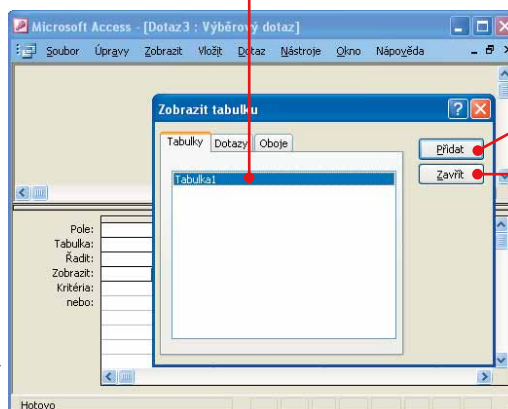 Microsoft Access - [Dotaz3 : Výběrový dotaz]
Soubor Úpravy Zobrazit Vložit Dotaz Nástroje Okno Nápověda
Zobrazit tabulku
Tabulky Dotazy Oboje
Přidat
Zavřít
Tabulka1
Pole:
Tabulka:
Řadit:
Zobrazit:
Kritéria:
nebo:
Hotovo